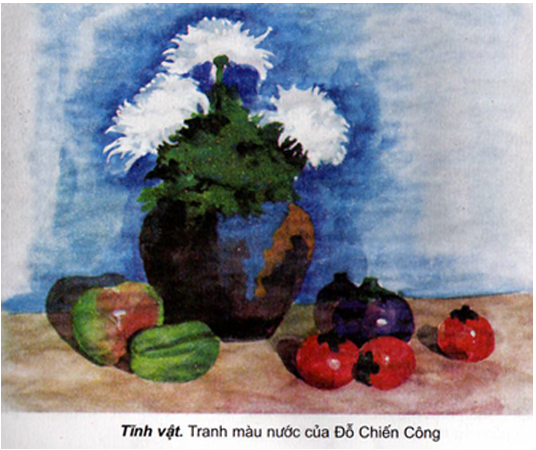 Tĩnh vật. Tranh màu nước của Đỗ Chiến Công